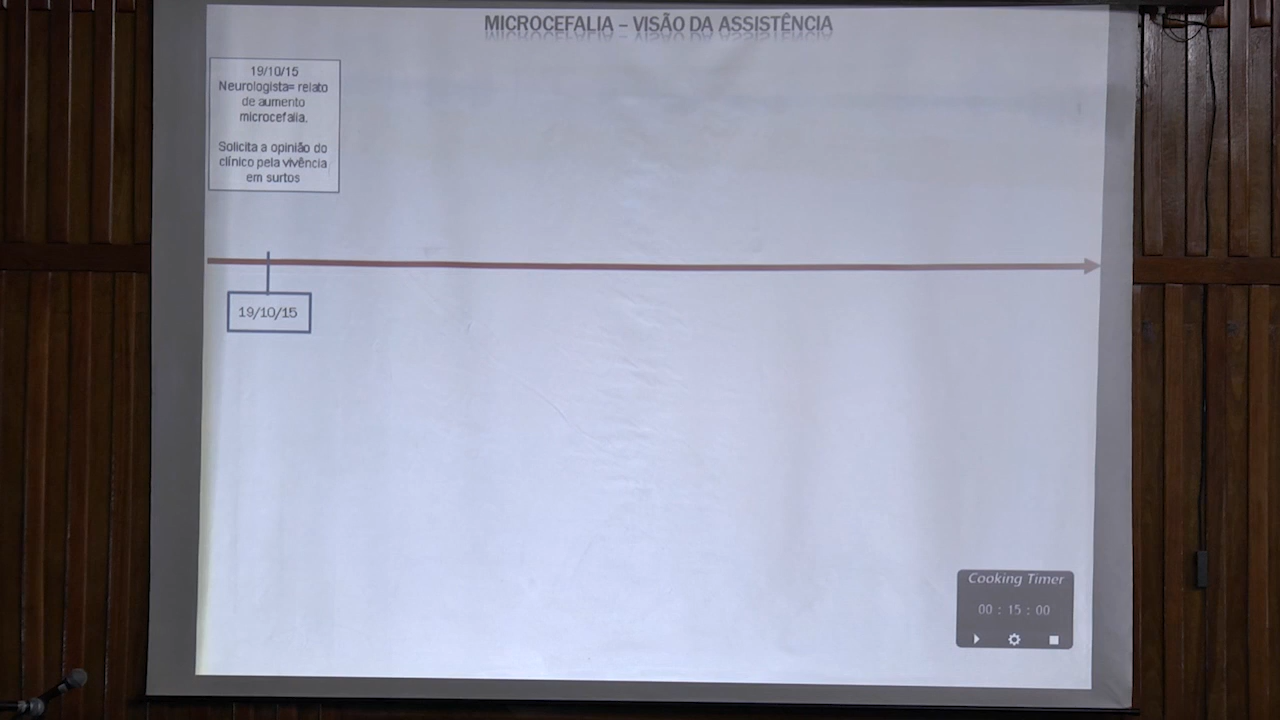 MICROCEFALIA – VISÃO DA ASSISTÊNCIA
19/10/15
Neurologista= relato
de aumento
microcefalia.
Solicita a opinião do
clínico pela vivência
em surtos
19/10/15
Cooking Timer
00 : 15 : 00